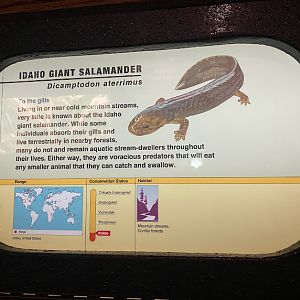 IDAHO GIANT SALAMANDER
Dicamptodon aterrimus
To the gills
Living in or near cold mountain streams,
very little is known about the Idaho
giant salamander. While some
individuals absorb their gills and
live terrestrially in nearby forests,
many do not and remain aquatic stream-dwellers throughout
their lives. Either way, they are voracious predators that will eat
any smaller animal that they can catch and swallow.
Range
Conservation Status
Habitat
Critically Endangered
Endangered
Vulnerable
Threatened
Stable
Range
Idaho, United States
Mountain streams,
Conifer forests